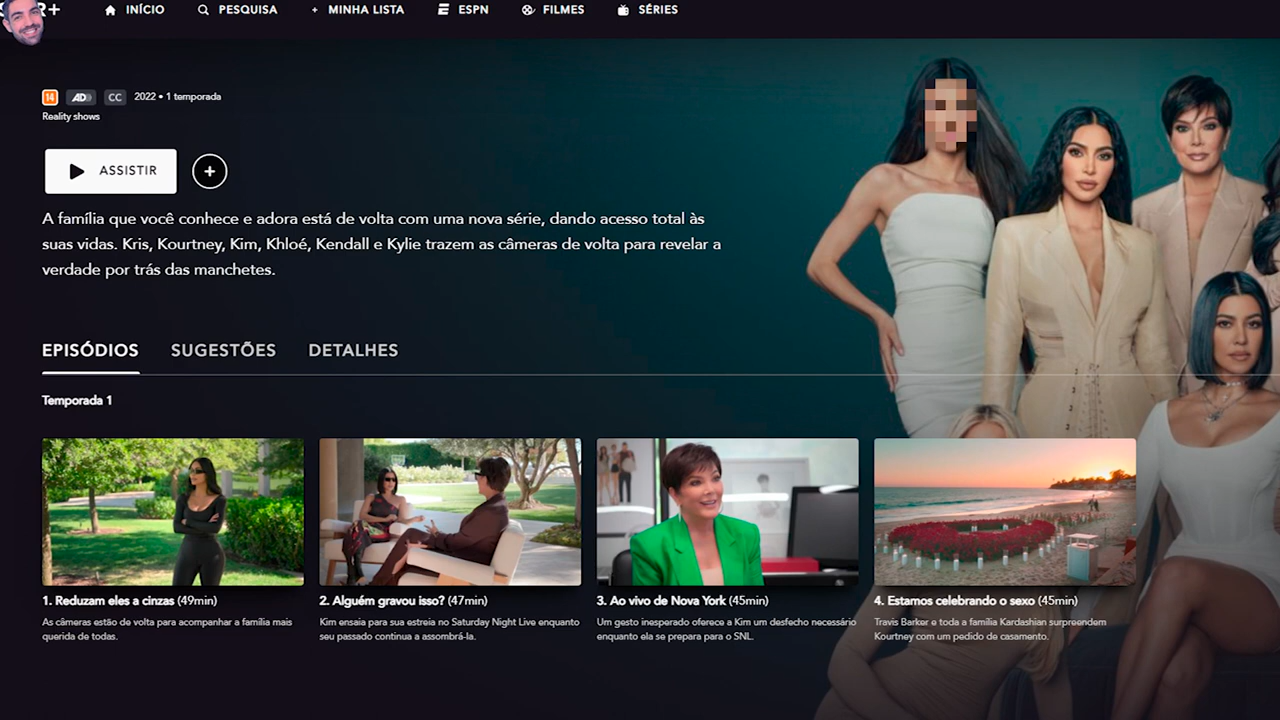 INÍCIO
PESQUISA
+ MINHA LISTA
ESPN
FILMES
SÉRIES
14 AD CC 2022 • 1 temporada
Reality shows
ASSISTIR
A família que você conhece e adora está de volta com uma nova série, dando acesso total às
suas vidas. Kris, Kourtney, Kim, Khloé, Kendall e Kylie trazem as câmeras de volta para revelar a
verdade por trás das manchetes.
EPISÓDIOS
SUGESTÕES
DETALHES
Temporada 1
1. Reduzam eles a cinzas (49min)
As câmeras estão de volta para acompanhar a família mais
querida de todas.
2. Alguém gravou isso? (47min)
Kim ensaia para sua estreia no Saturday Night Live enquanto
seu passado continua a assombrá-la.
3. Ao vivo de Nova York (45min)
Um gesto inesperado oferece a Kim um desfecho necessário
enquanto ela se prepara para o SNL.
4. Estamos celebrando o sexo (45min)
Travis Barker e toda a família Kardashian surpreendem
Kourtney com um pedido de casamento.